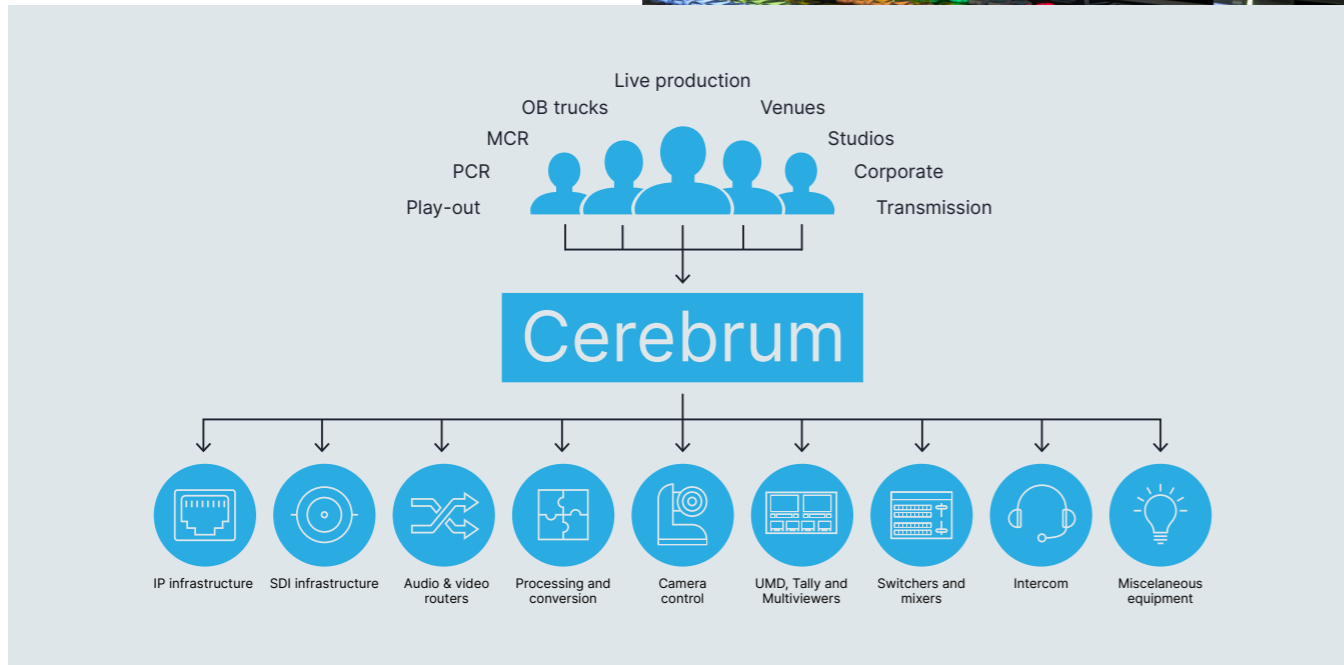 Live production
OB trucks
Venues
MCR
Studios
PCR
Corporate
Play-out
Transmission
Cerebrum
IP infrastructure
SDI infrastructure
Audio & video
routers
Processing and
conversion
Camera
control
UMD, Tally and
Multiviewers
Switchers and
mixers
Intercom
Miscelaneous
equipment